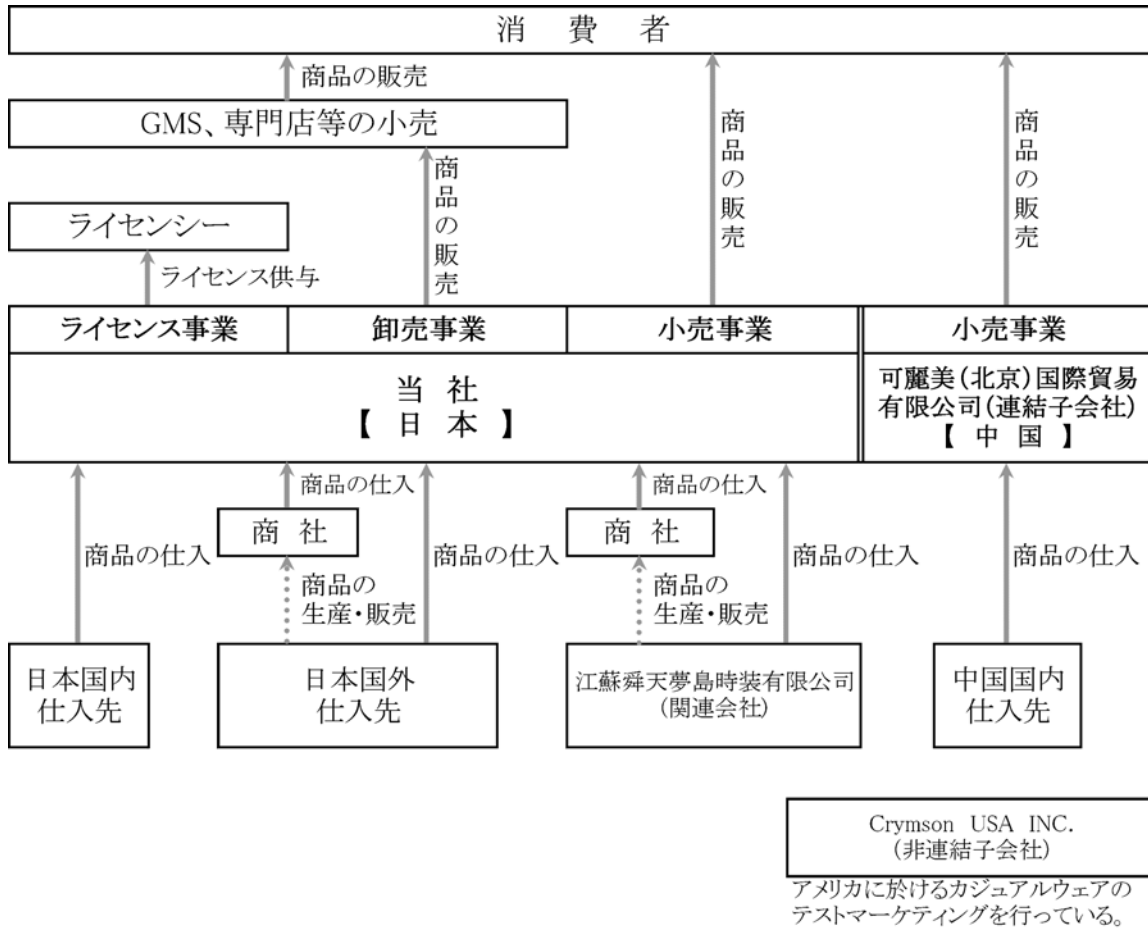 消費者
商品の販売
GMS、専門店等の小売
商品の販売
商品の販売
商品の販売
ライセンシー
ライセンス供与
ライセンス事業
卸売事業
小売事業
小売事業
当社
【日本】
可麗美(北京)国際貿易
有限公司(連結子会社)
【中国】
商品の仕入
商品の仕入
商社
商社
商品の仕入
商品の仕入
商品の仕入
商品の仕入
商品の
生産・販売
商品の
生産・販売
日本国内
仕入先
日本国外
仕入先
江蘇舜天夢島時装有限公司
(関連会社)
中国国内
仕入先
Crymson USA INC.
(非連結子会社)
アメリカに於けるカジュアルウェアの
テストマーケティングを行っている。